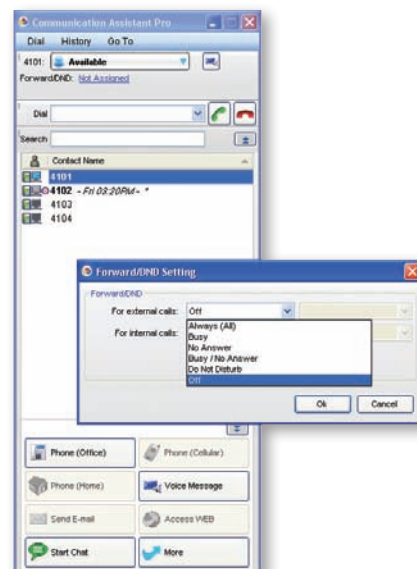 Communication Assistant Pro
Dial History Go To
4101: Available
Forward/DND: Not Assigned
Dial
Search
Contact Name
4101
4102 - Fri 03:20PM - *
4103
4104
Forward/DND Setting
Forward/DND
For external calls: Off
For internal calls:
Always (All)
Busy
No Answer
Busy / No Answer
Do Not Disturb
Off
Ok Cancel
Phone (Office) Phone (Cellular)
Phone (Home) Voice Message
Send E-mail Access WEB
Start Chat More